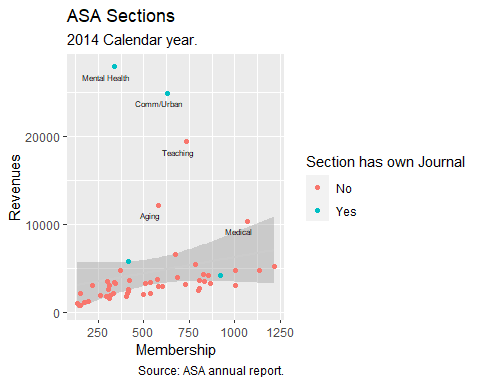 ASA Sections
2014 Calendar year.
Mental Health
Comm/Urban
Teaching
Aging
Medical
20000
10000
0
Revenues
250
500
750
1000
1250
Membership
Section has own Journal
No
Yes
Source: ASA annual report.